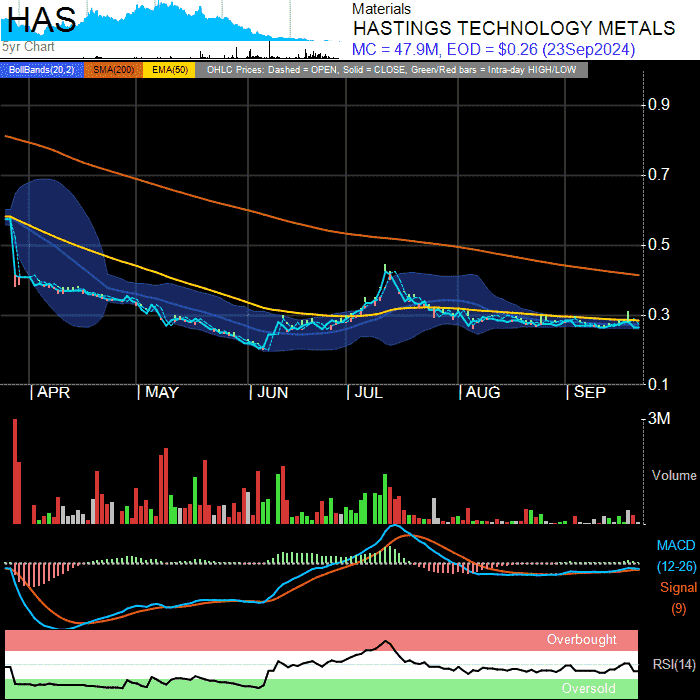 HAS
5yr Chart
Materials
HASTINGS TECHNOLOGY METALS
MC = 47.9M, EOD = $0.26 (23Sep2024)
BollBands(20,2) SMA(200) EMA(50) OHLC Prices: Dashed = OPEN, Solid = CLOSE, Green/Red bars = Intra-day HIGH/LOW
0.9
0.7
0.5
0.3
0.1
APR MAY JUN JUL AUG SEP
3M
Volume
MACD
(12-26)
Signal
(9)
Overbought
RSI(14)
Oversold